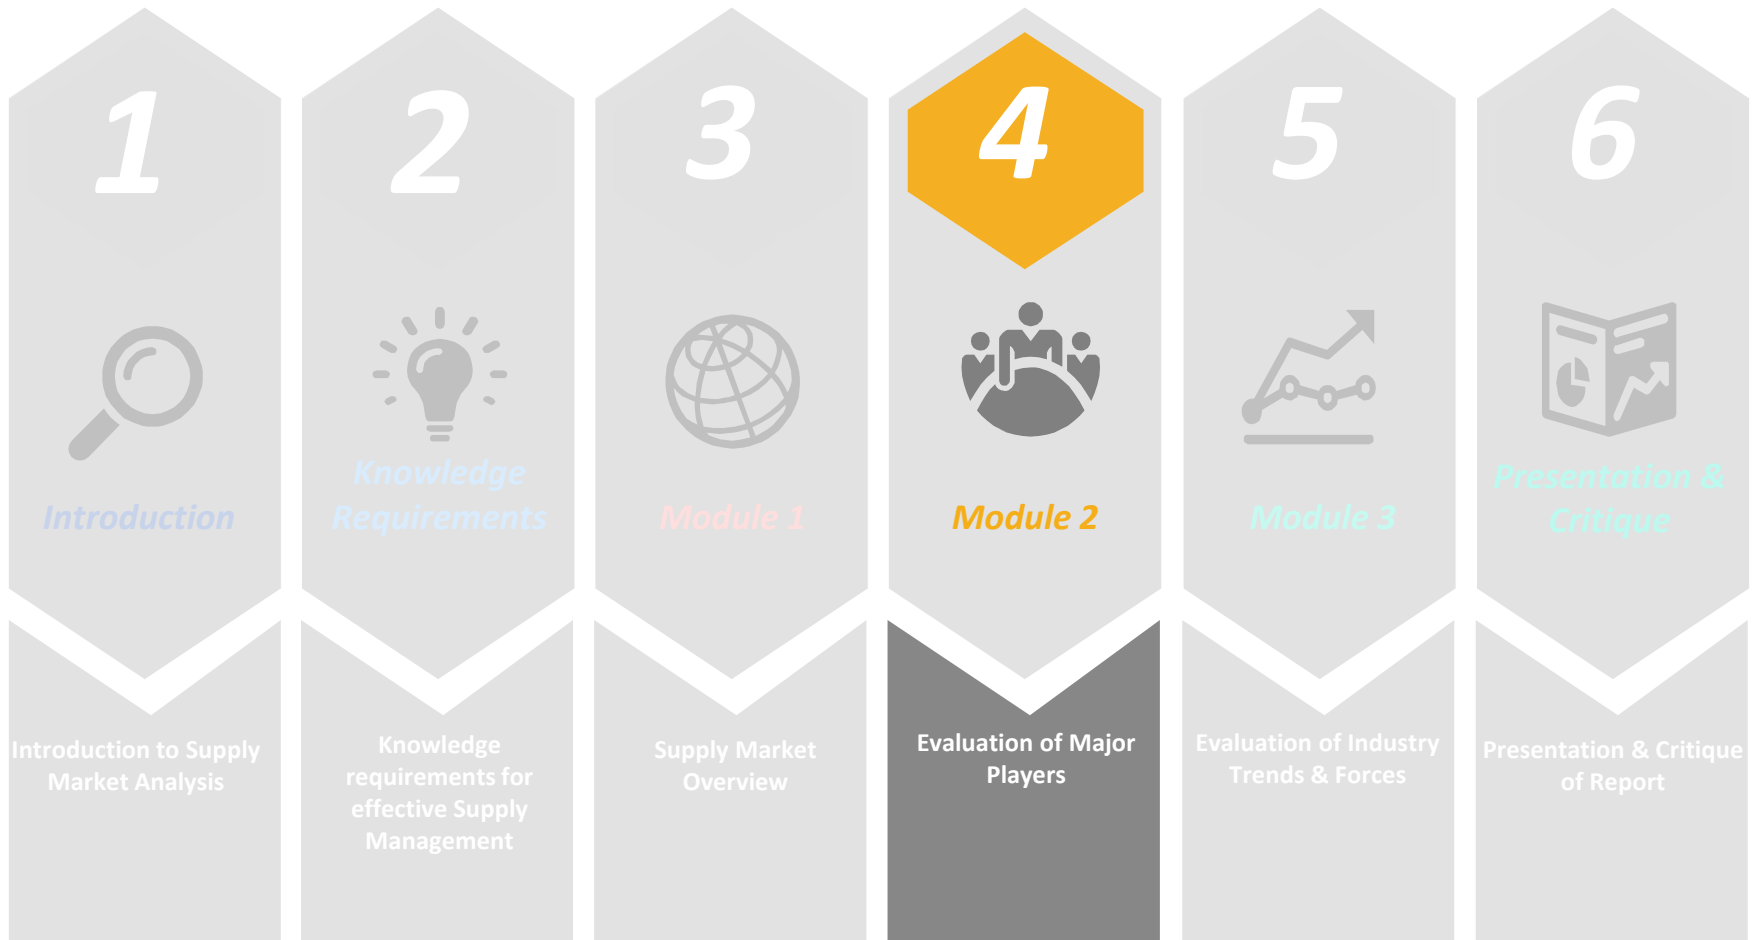 1
Introduction
Introduction to Supply
Market Analysis
2
Knowledge
Requirements
Knowledge
requirements for
effective Supply
Management
3
Module 1
Supply Market
Overview
4
Module 2
Evaluation of Major
Players
5
Module 3
Evaluation of Industry
Trends & Forces
6
Presentation &
Critique
Presentation & Critique
of Report